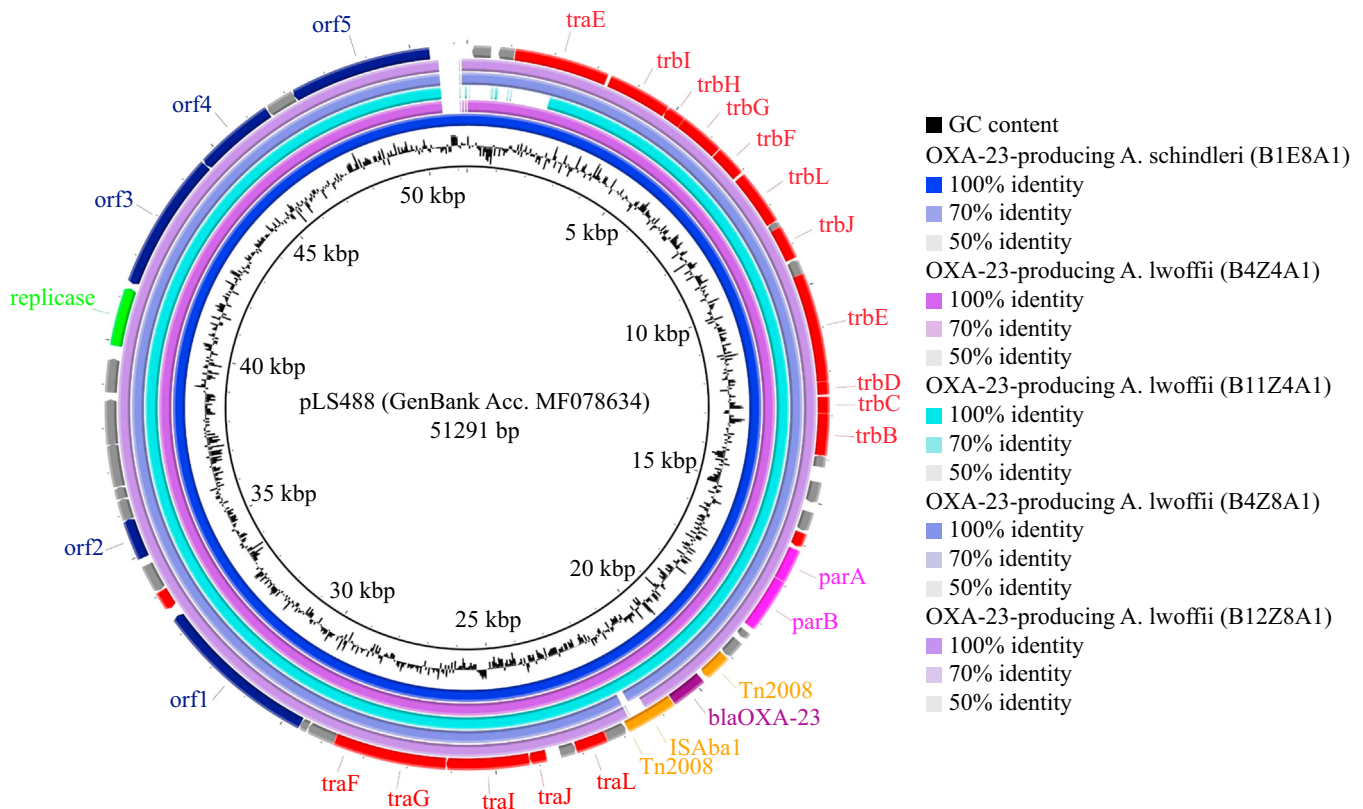 orf5
traE
trbI
trbH
trbG
trbF
trbL
trbJ
trbE
trbD
trbC
trbB
parA
parB
Tn2008
blaOXA-23
ISAba1
Tn2008
traL
traJ
traI
traG
traF
orf1
orf2
replicase
orf3
orf4
50 kbp
5 kbp
10 kbp
15 kbp
20 kbp
25 kbp
30 kbp
35 kbp
40 kbp
45 kbp
pLS488 (GenBank Acc. MF078634)
51291 bp
GC content
OXA-23-producing A. schindleri (B1E8A1)
100% identity
70% identity
50% identity
OXA-23-producing A. lwoffii (B4Z4A1)
100% identity
70% identity
50% identity
OXA-23-producing A. lwoffii (B11Z4A1)
100% identity
70% identity
50% identity
OXA-23-producing A. lwoffii (B4Z8A1)
100% identity
70% identity
50% identity
OXA-23-producing A. lwoffii (B12Z8A1)
100% identity
70% identity
50% identity